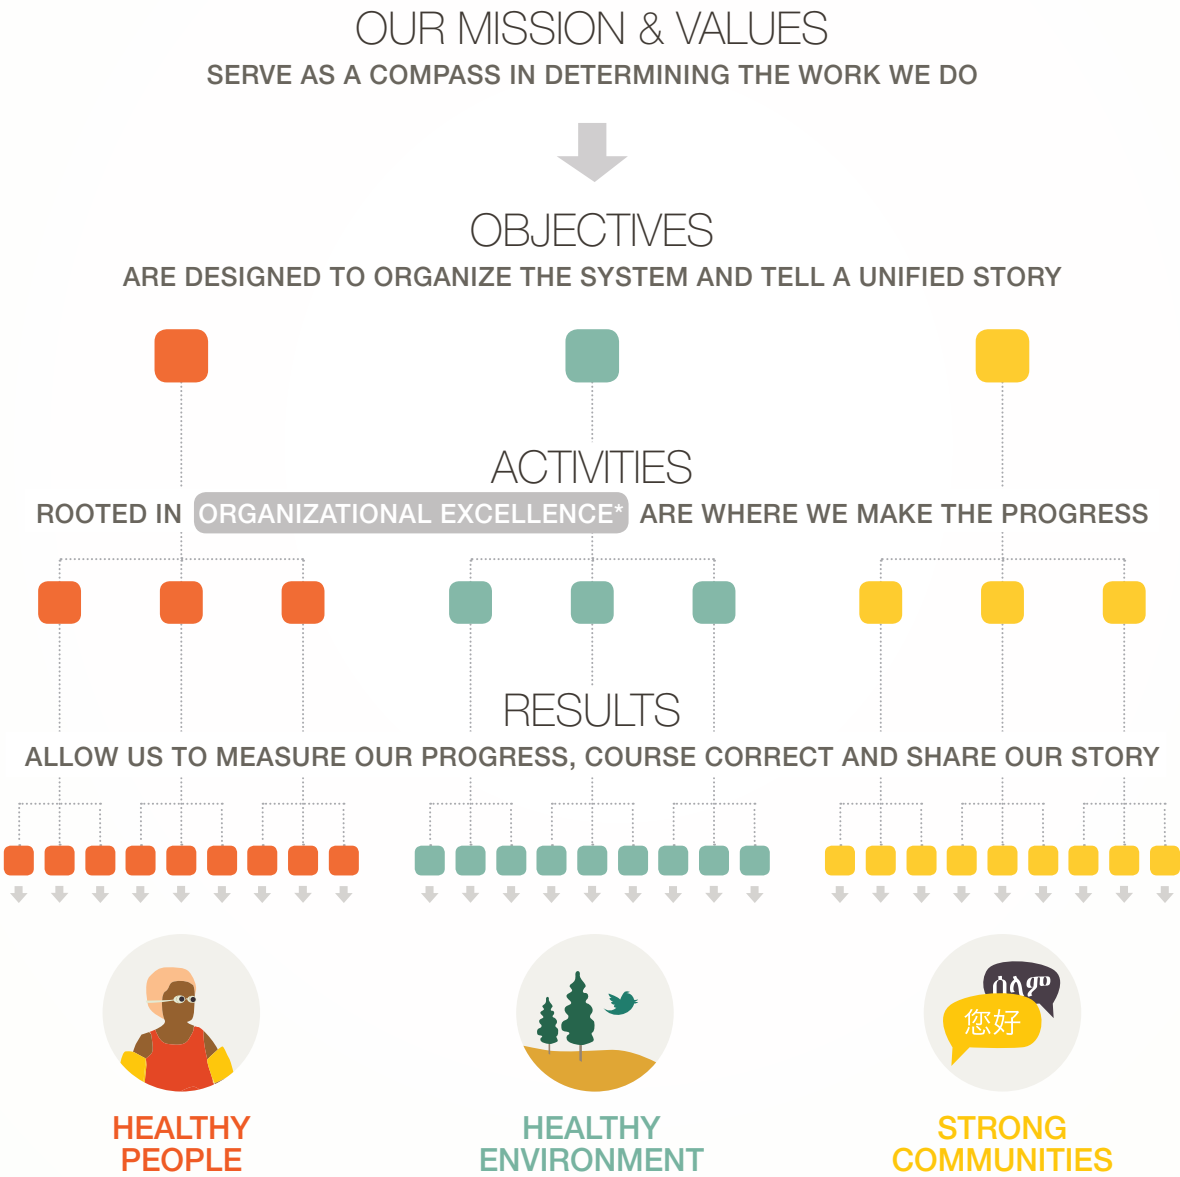 OUR MISSION & VALUES
SERVE AS A COMPASS IN DETERMINING THE WORK WE DO
OBJECTIVES
ARE DESIGNED TO ORGANIZE THE SYSTEM AND TELL A UNIFIED STORY
ACTIVITIES
ROOTED IN ORGANIZATIONAL EXCELLENCE* ARE WHERE WE MAKE THE PROGRESS
RESULTS
ALLOW US TO MEASURE OUR PROGRESS, COURSE CORRECT AND SHARE OUR STORY
ሰላም
您好
HEALTHY
PEOPLE
HEALTHY
ENVIRONMENT
STRONG
COMMUNITIES